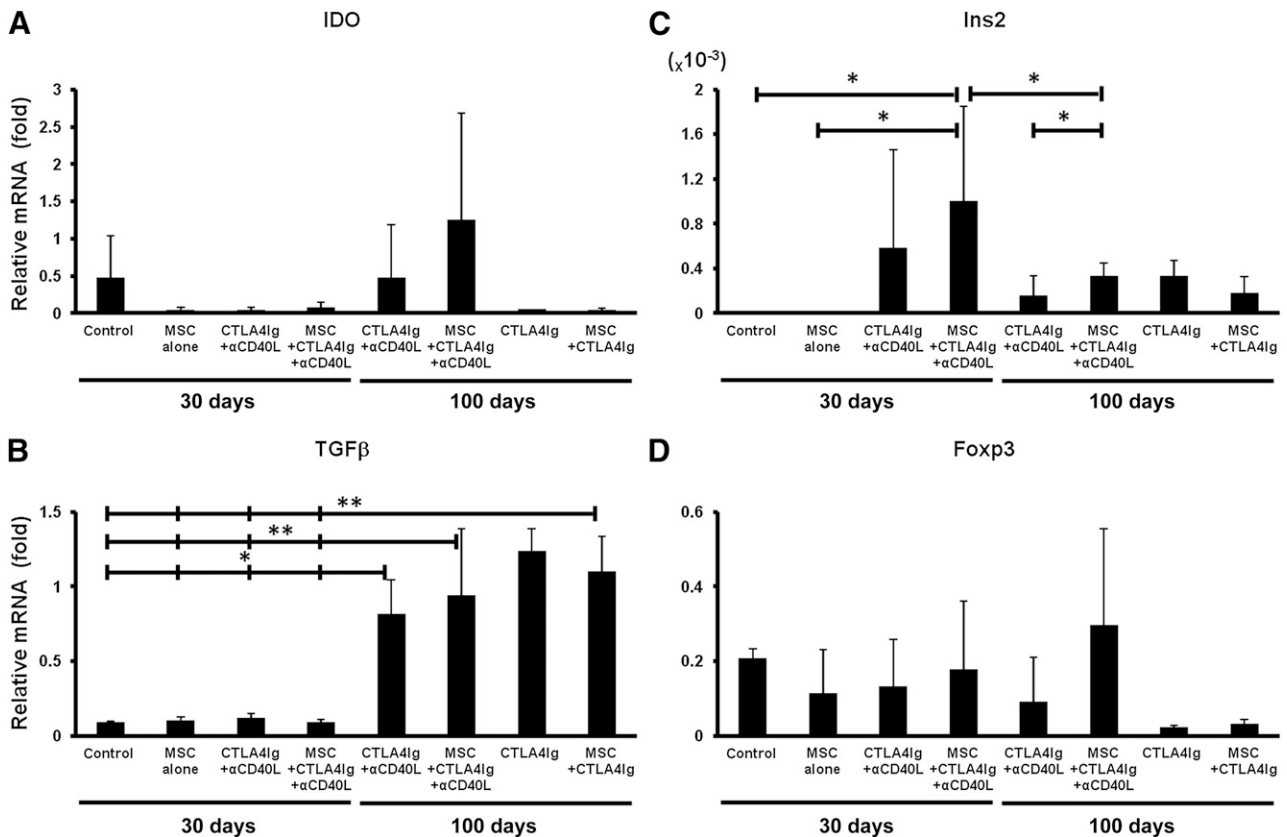 A
IDO
Relative mRNA (fold)
3
2.5
2
1.5
1
0.5
0
Control
MSC
alone
CTLA4Ig
+αCD40L
MSC
+CTLA4Ig
+αCD40L
CTLA4Ig
+αCD40L
MSC
+CTLA4Ig
+αCD40L
CTLA4Ig
MSC
+CTLA4Ig
30 days
100 days
B
TGFβ
Relative mRNA (fold)
1.5
1
0.5
0
**
**
*
Control
MSC
alone
CTLA4Ig
+αCD40L
MSC
+CTLA4Ig
+αCD40L
CTLA4Ig
+αCD40L
MSC
+CTLA4Ig
+αCD40L
CTLA4Ig
MSC
+CTLA4Ig
30 days
100 days
C
Ins2
(x10-3)
2
1.6
1.2
0.8
0.4
0
*
*
*
*
Control
MSC
alone
CTLA4Ig
+αCD40L
MSC
+CTLA4Ig
+αCD40L
CTLA4Ig
+αCD40L
MSC
+CTLA4Ig
+αCD40L
CTLA4Ig
MSC
+CTLA4Ig
30 days
100 days
D
Foxp3
0.6
0.4
0.2
0
Control
MSC
alone
CTLA4Ig
+αCD40L
MSC
+CTLA4Ig
+αCD40L
CTLA4Ig
+αCD40L
MSC
+CTLA4Ig
+αCD40L
CTLA4Ig
MSC
+CTLA4Ig
30 days
100 days